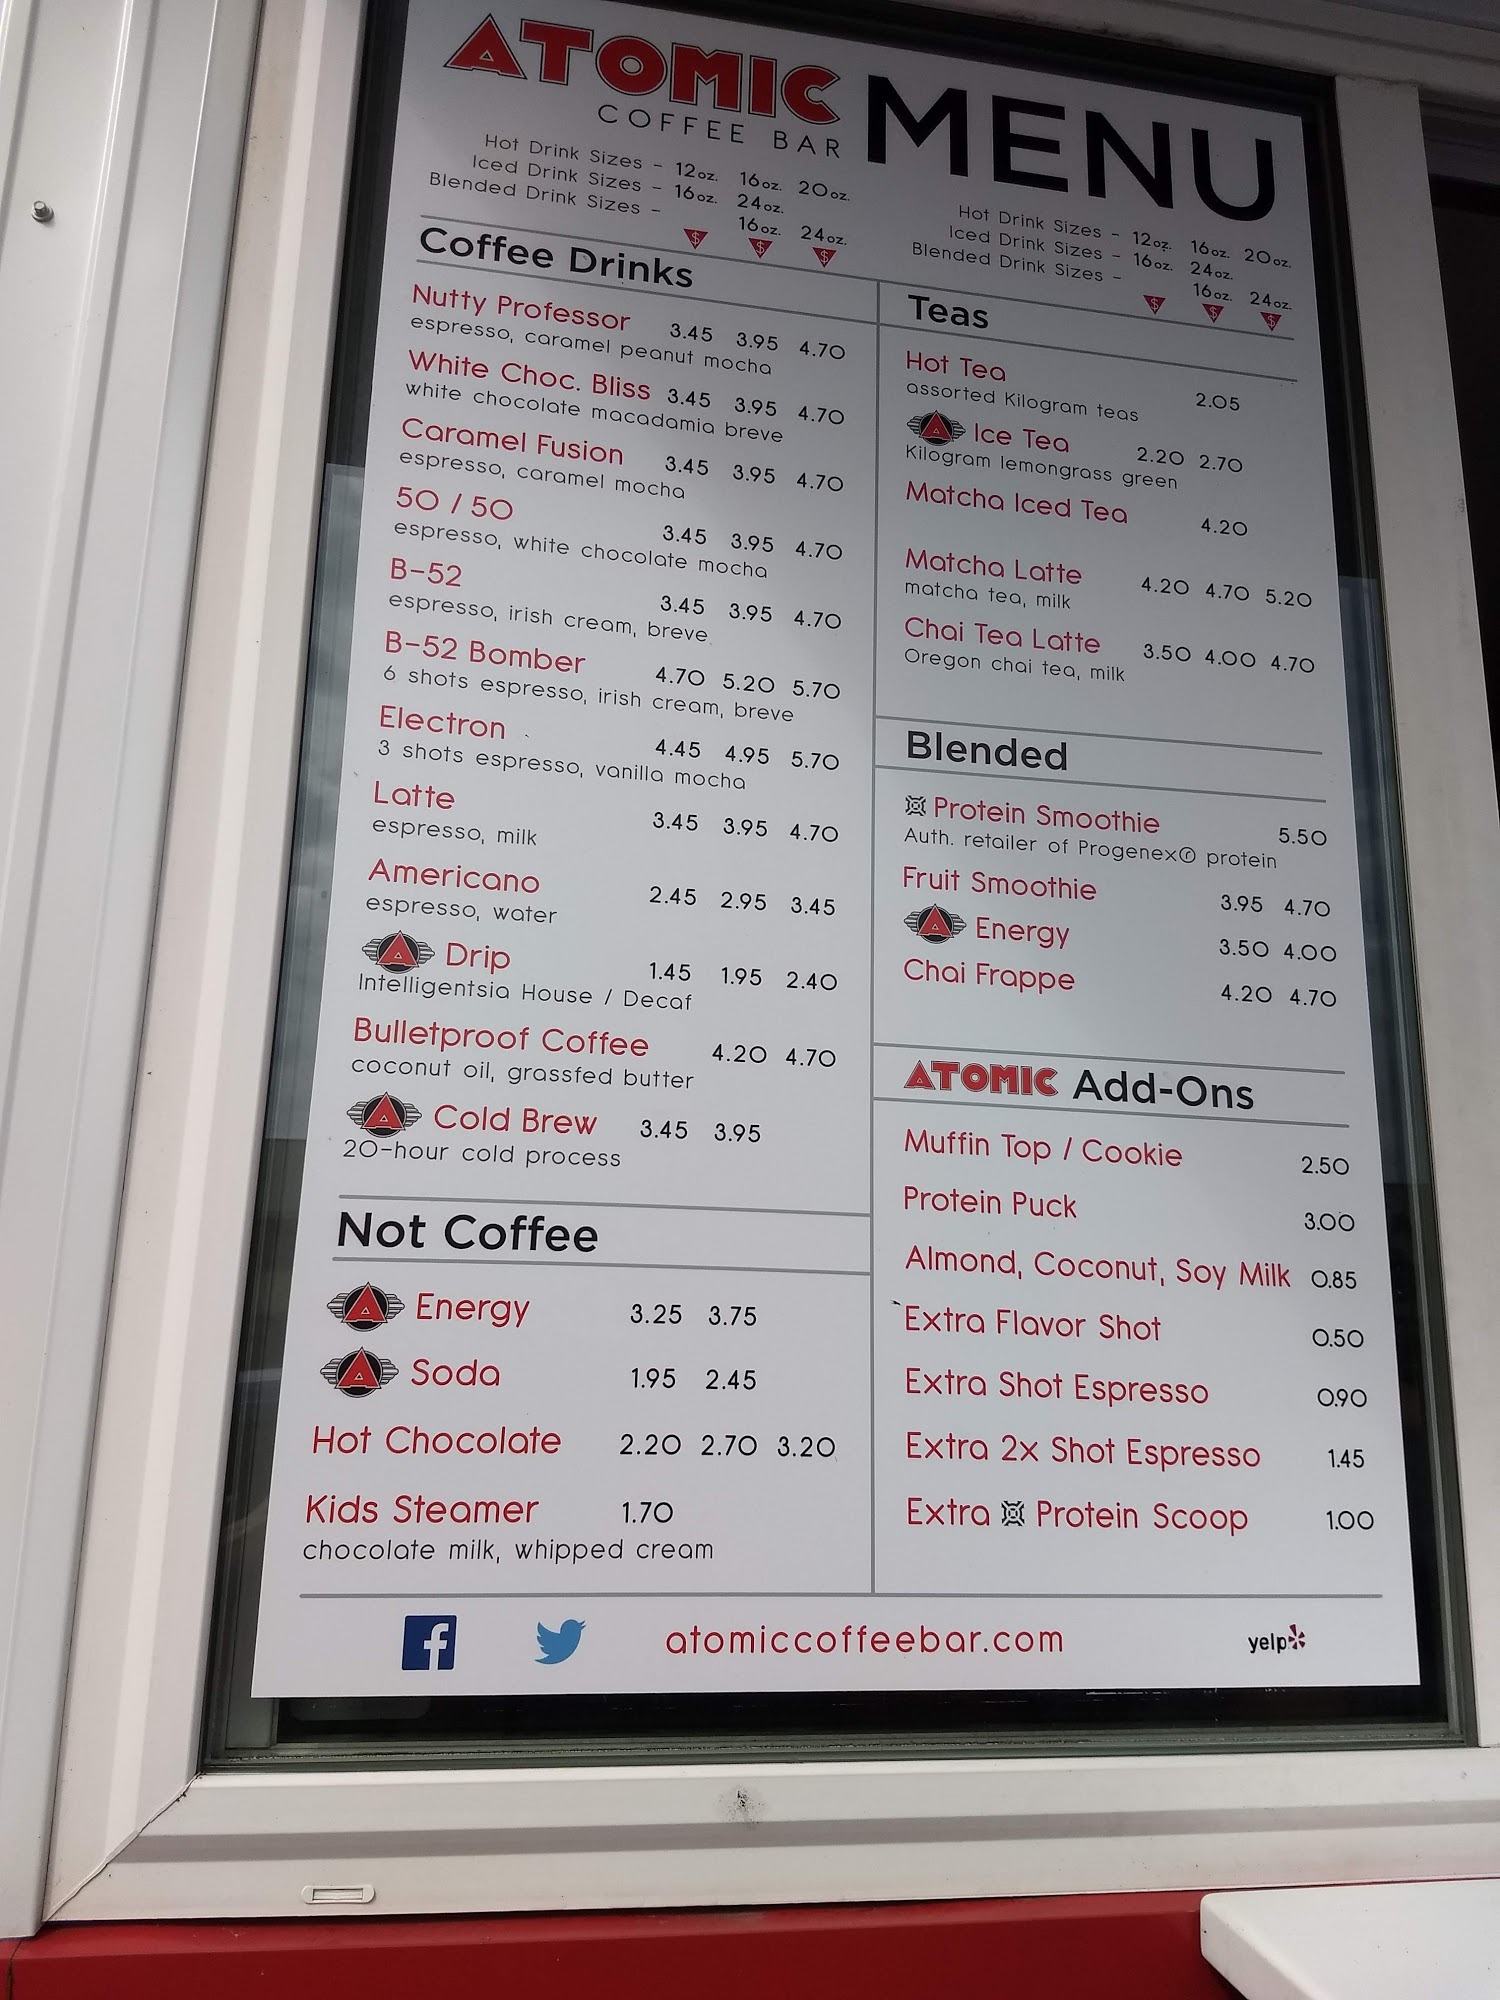 ATOMIC
COFFEE BAR
MENU
Hot Drink Sizes - 12oz. 16oz. 20oz.
Iced Drink Sizes - 16oz. 24oz.
Blended Drink Sizes - 16oz. 24oz.
$ $ $
Hot Drink Sizes - 12oz. 16oz. 20oz.
Iced Drink Sizes - 16oz. 24oz.
Blended Drink Sizes - 16oz. 24oz.
$ $ $
Coffee Drinks
Nutty Professor 3.45 3.95 4.70
espresso, caramel peanut mocha
White Choc. Bliss 3.45 3.95 4.70
white chocolate macadamia breve
Caramel Fusion 3.45 3.95 4.70
espresso, caramel mocha
50 / 50 3.45 3.95 4.70
espresso, white chocolate mocha
B-52 3.45 3.95 4.70
espresso, irish cream, breve
B-52 Bomber 4.70 5.20 5.70
6 shots espresso, irish cream, breve
Electron 4.45 4.95 5.70
3 shots espresso, vanilla mocha
Latte 3.45 3.95 4.70
espresso, milk
Americano 2.45 2.95 3.45
espresso, water
A Drip 1.45 1.95 2.40
Intelligentsia House / Decaf
Bulletproof Coffee 4.20 4.70
coconut oil, grassfed butter
A Cold Brew 3.45 3.95
20-hour cold process
Not Coffee
A Energy 3.25 3.75
A Soda 1.95 2.45
Hot Chocolate 2.20 2.70 3.20
Kids Steamer 1.70
chocolate milk, whipped cream
Teas
Hot Tea 2.05
assorted Kilogram teas
A Ice Tea 2.20 2.70
Kilogram lemongrass green
Matcha Iced Tea 4.20
Matcha Latte 4.20 4.70 5.20
matcha tea, milk
Chai Tea Latte 3.50 4.00 4.70
Oregon chai tea, milk
Blended
Protein Smoothie 5.50
Auth. retailer of Progenex® protein
Fruit Smoothie 3.95 4.70
A Energy 3.50 4.00
Chai Frappe 4.20 4.70
ATOMIC Add-Ons
Muffin Top / Cookie 2.50
Protein Puck 3.00
Almond, Coconut, Soy Milk 0.85
Extra Flavor Shot 0.50
Extra Shot Espresso 0.90
Extra 2x Shot Espresso 1.45
Extra Protein Scoop 1.00
f atomiccoffeebar.com yelp